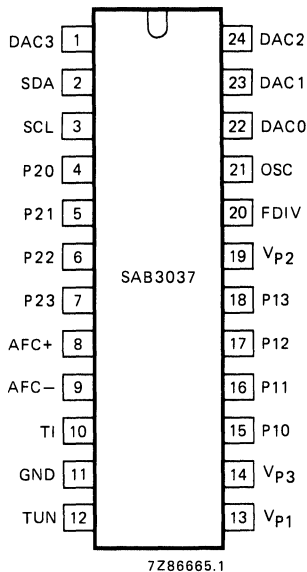 DAC3 1 24 DAC2
SDA 2 23 DAC1
SCL 3 22 DAC0
P20 4 21 OSC
P21 5 20 FDIV
P22 6 19 VP2
SAB3037
P23 7 18 P13
AFC+ 8 17 P12
AFC− 9 16 P11
TI 10 15 P10
GND 11 14 VP3
TUN 12 13 VP1
7Z86665.1